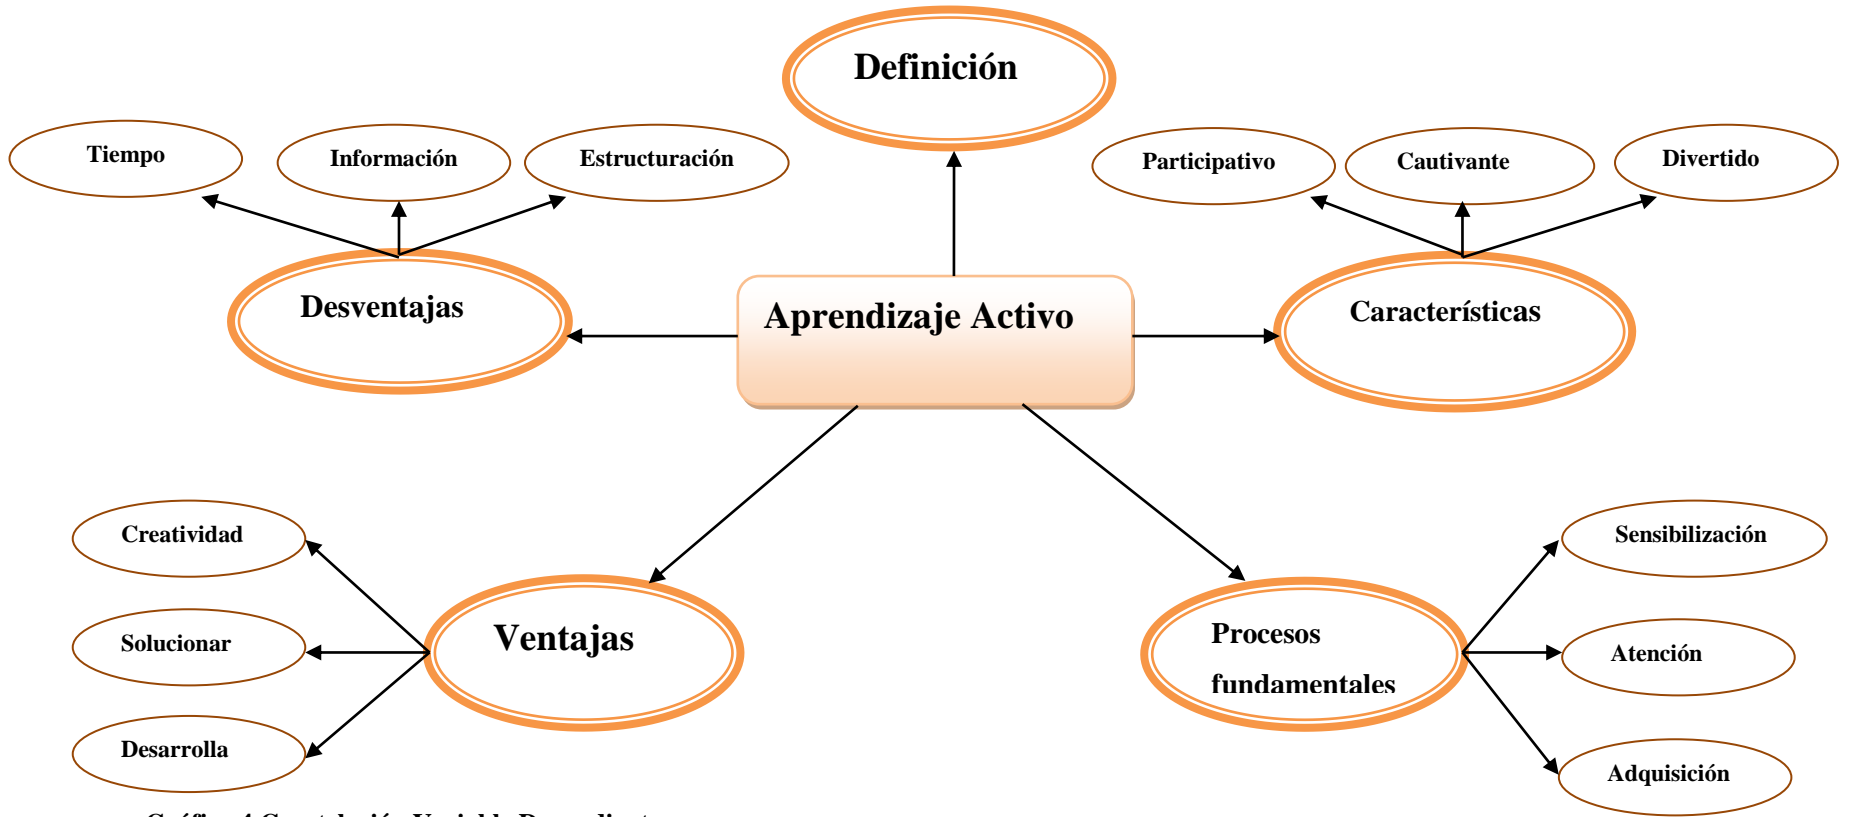 Definición
Tiempo
Información
Estructuración
Participativo
Cautivante
Divertido
Desventajas
Aprendizaje Activo
Características
Creatividad
Solucionar
Desarrolla
Ventajas
Procesos
fundamentales
Sensibilización
Atención
Adquisición